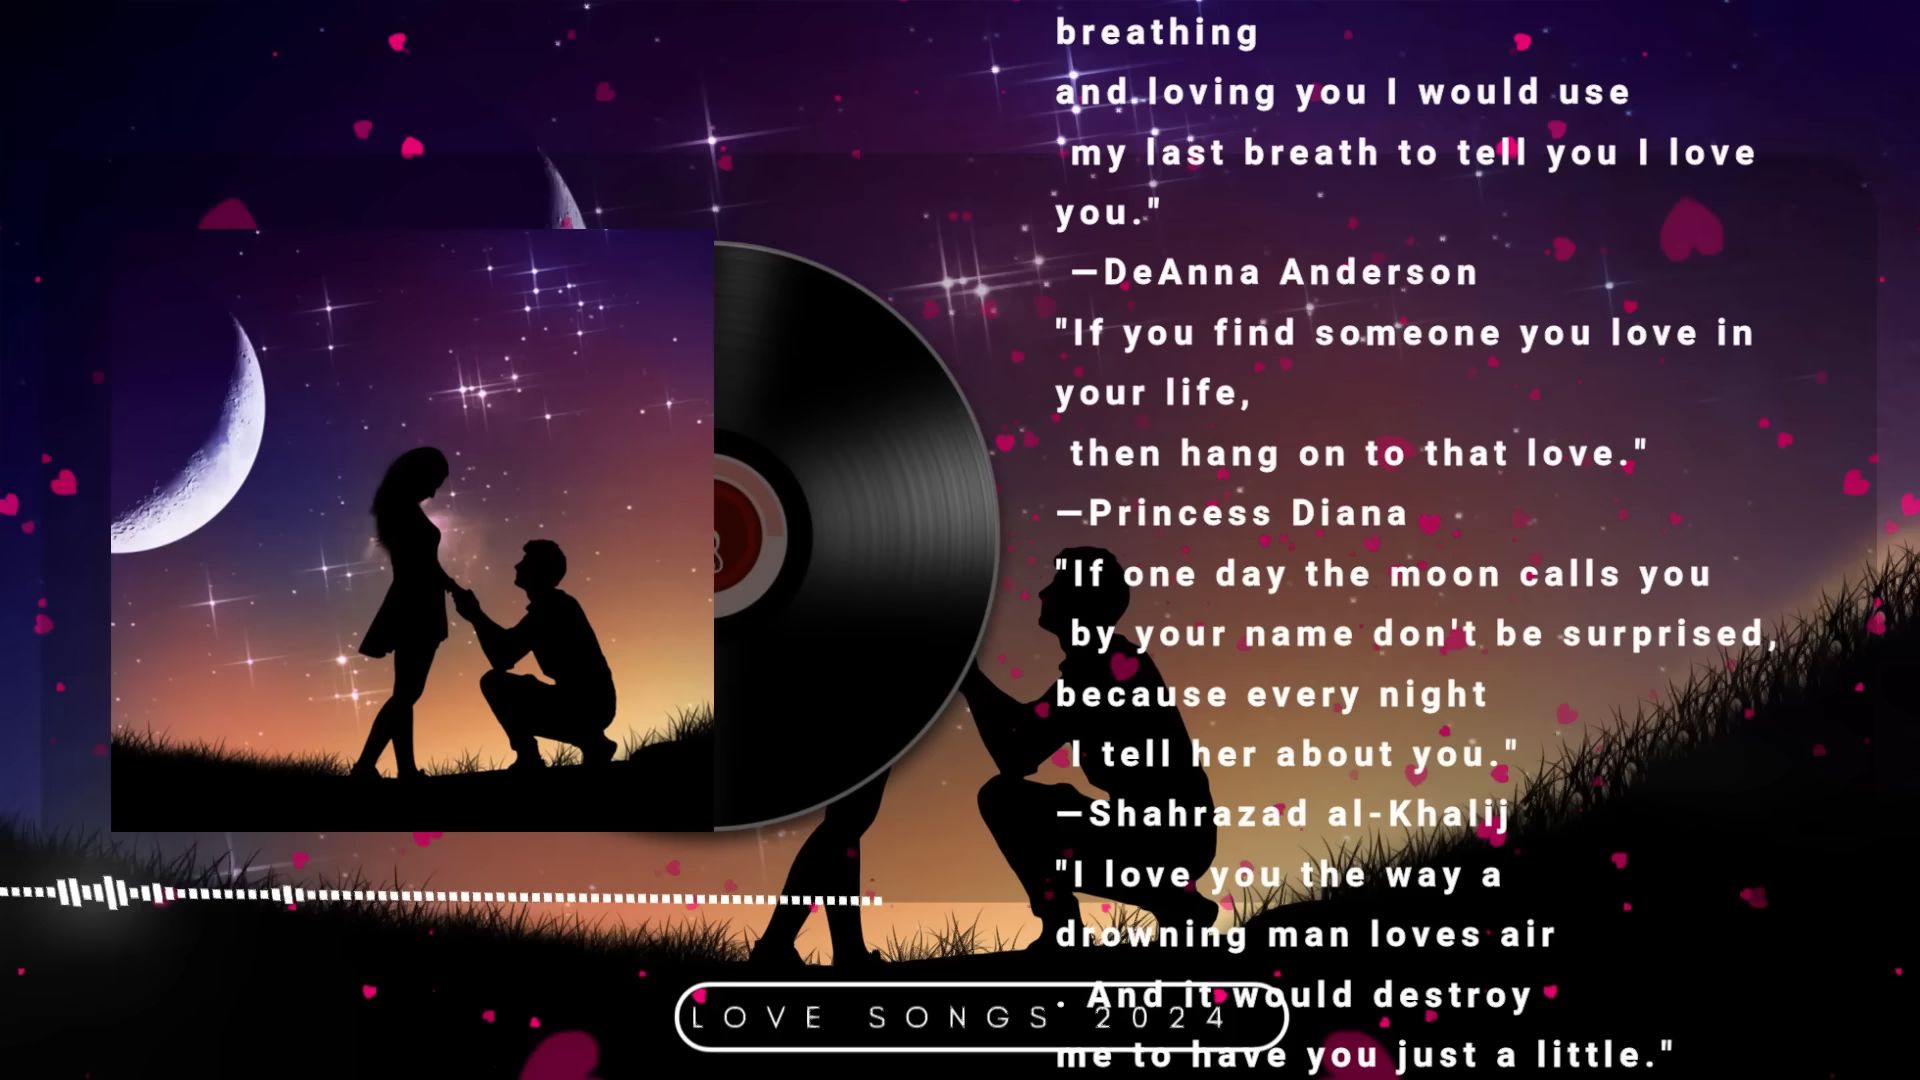 breathing
and loving you I would use
my last breath to tell you I love
you."
—DeAnna Anderson
"If you find someone you love in
your life,
then hang on to that love."
—Princess Diana
"If one day the moon calls you
by your name don't be surprised,
because every night
I tell her about you."
—Shahrazad al-Khalij
"I love you the way a
drowning man loves air
. And it would destroy
me to have you just a little."
LOVE SONGS 2024